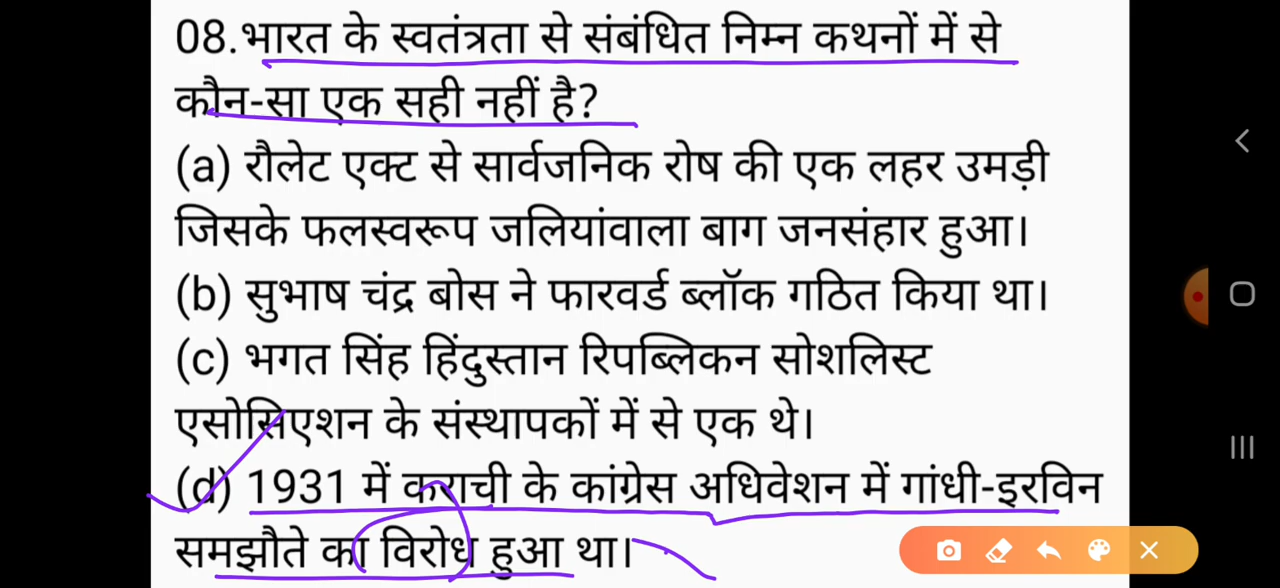 08.भारत के स्वतंत्रता से संबंधित निम्न कथनों में से
कौन-सा एक सही नहीं है?
(a) रौलेट एक्ट से सार्वजनिक रोष की एक लहर उमड़ी
जिसके फलस्वरूप जलियांवाला बाग जनसंहार हुआ।
(b) सुभाष चंद्र बोस ने फारवर्ड ब्लॉक गठित किया था।
(c) भगत सिंह हिंदुस्तान रिपब्लिकन सोशलिस्ट
एसोसिएशन के संस्थापकों में से एक थे।
(d) 1931 में कराची के कांग्रेस अधिवेशन में गांधी-इरविन
समझौते का विरोध हुआ था।